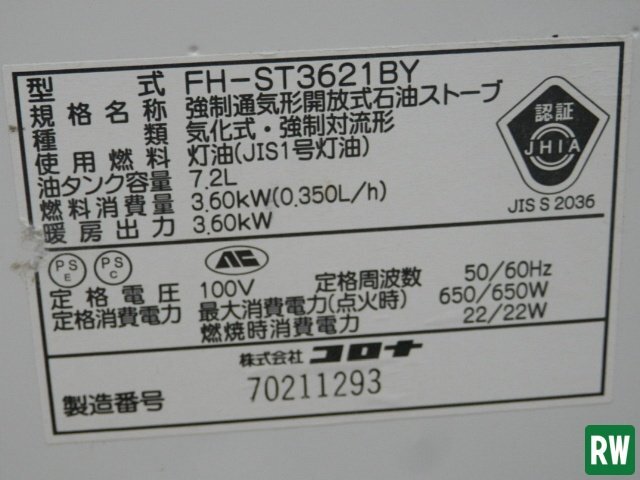 型式 FH-ST3621BY
規格名称 強制通気形開放式石油ストーブ
種類 気化式・強制対流形
使用燃料 灯油(JIS1号灯油)
油タンク容量 7.2L
燃料消費量 3.60kW(0.350L/h)
暖房出力 3.60kW
認証
JHIA
JIS S 2036
PS E
PS C
定格電圧 100V 定格周波数 50/60Hz
定格消費電力 最大消費電力(点火時) 650/650W
燃焼時消費電力 22/22W
株式会社 コロナ
製造番号 70211293
RW